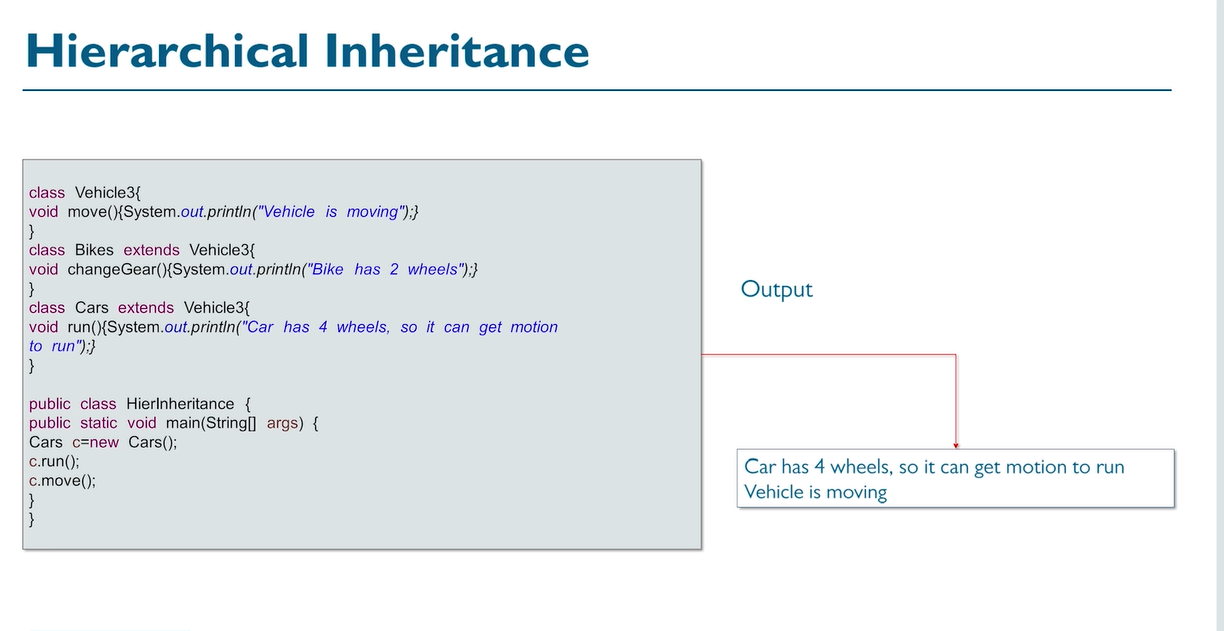 Hierarchical Inheritance
class Vehicle3{
void move(){System.out.println("Vehicle is moving");}
}
class Bikes extends Vehicle3{
void changeGear(){System.out.println("Bike has 2 wheels");}
}
class Cars extends Vehicle3{
void run(){System.out.println("Car has 4 wheels, so it can get motion
to run");}
}
public class HierInheritance {
public static void main(String[] args) {
Cars c=new Cars();
c.run();
c.move();
}
}
Output
Car has 4 wheels, so it can get motion to run
Vehicle is moving